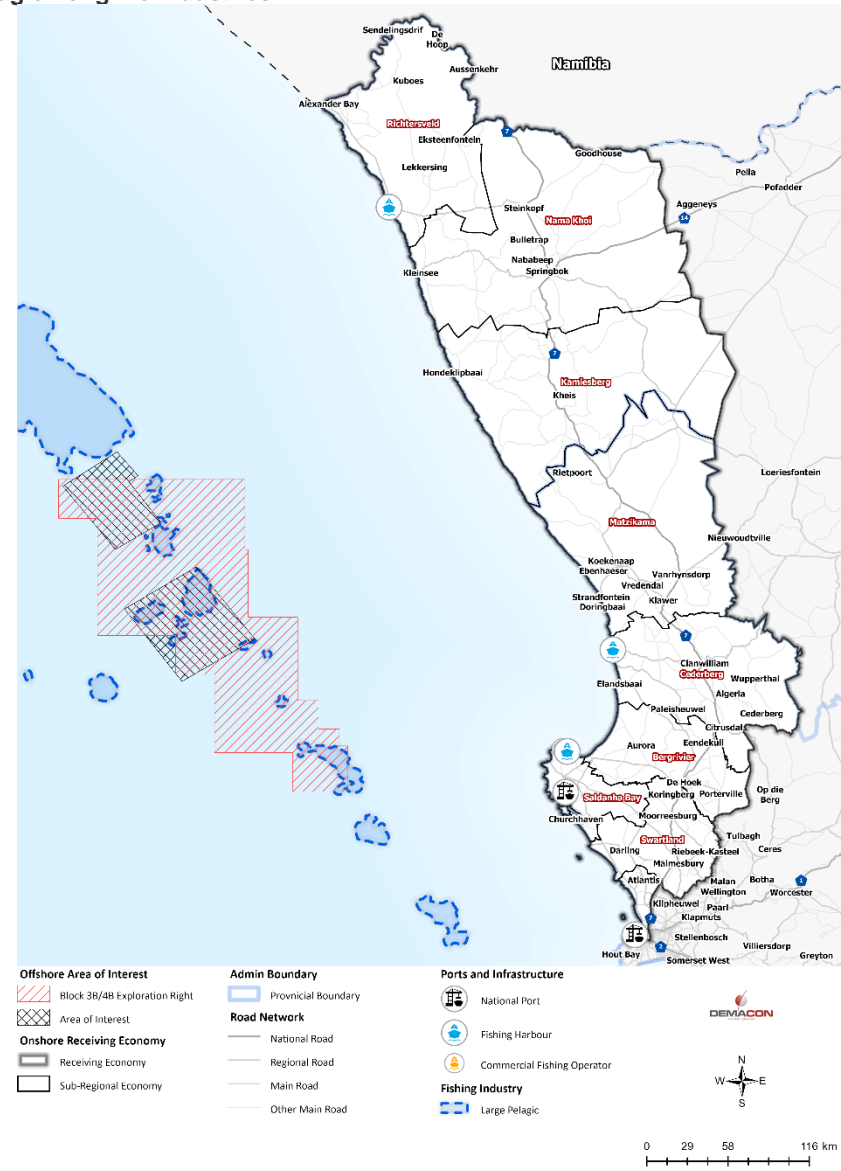 Sendelingsdrif
De
Hoop
Aussenkehr
Namibia
Kuboes
Alexander Bay
Richtersveld
Eksteenfontein
7
Goodhouse
Lekkersing
Pella
Pofadder
Aggeneys
14
Steinkopf
Nama Khoi
Bulletrap
Nababeep
Springbok
Kleinsee
7
Hondeklipbaai
Kamiesberg
Kheis
Rietpoort
Loeriesfontein
Matzikama
Nieuwoudtville
Koekenaap
Ebenhaeser
Vanrhynsdorp
Vredendal
Strandfontein
Doringbaai
Klawer
7
Clanwilliam
Cederberg
Wupperthal
Elandsbaai
Algeria
Paleisheuwel
Cederberg
Citrusdal
Aurora
Eendekuil
Bergrivier
De Hoek
Saldanha Bay
Koringberg
Porterville
Op die
Berg
Churchhaven
Moorreesburg
Swartland
Tulbagh
Darling
Riebeek-Kasteel
Ceres
Malmesbury
Atlantis
Malan
Botha
1
Wellington
Worcester
Klipheuwel
Paarl
7
Klapmuts
Stellenbosch
Hout Bay
2
Villiersdorp
Somerset West
Greyton
Offshore Area of Interest
Block 3B/4B Exploration Right
Area of Interest
Onshore Receiving Economy
Receiving Economy
Sub-Regional Economy
Admin Boundary
Provnicial Boundary
Road Network
National Road
Regional Road
Main Road
Other Main Road
Ports and Infrastructure
National Port
Fishing Harbour
Commercial Fishing Operator
Fishing Industry
Large Pelagic
DEMACON
N
W E
S
0 29 58 116 km